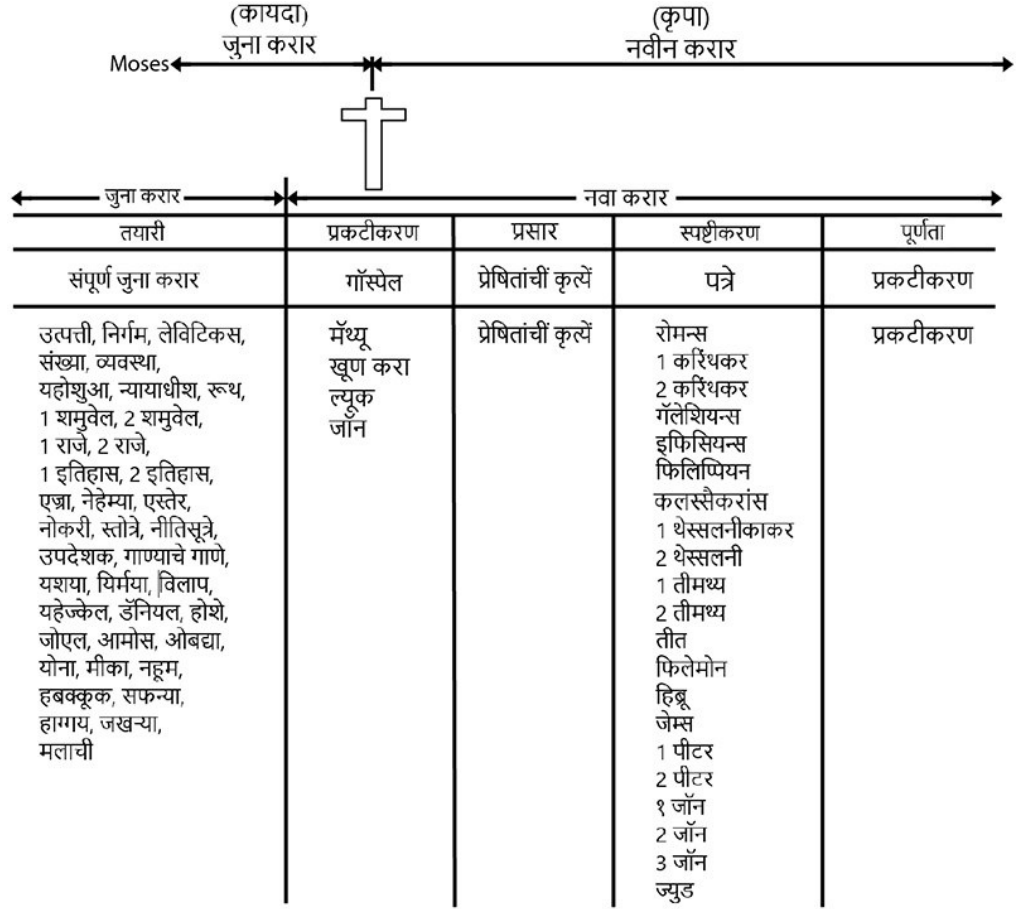 (कायदा)
जुना करार
(कृपा)
नवीन करार
Moses
जुना करार
नवा करार
तयारी
प्रकटीकरण
प्रसार
स्पष्टीकरण
पूर्णता
संपूर्ण जुना करार
गॉस्पेल
प्रेषितांचीं कृत्यें
पत्रे
प्रकटीकरण
उत्पत्ती, निर्गम, लेविटिकस,
संख्या, व्यवस्था,
यहोशुआ, न्यायाधीश, रूथ,
1 शमुवेल, 2 शमुवेल,
1 राजे, 2 राजे,
1 इतिहास, 2 इतिहास,
एज्रा, नेहेम्या, एस्तेर,
नोकरी, स्तोत्रे, नीतिसूत्रे,
उपदेशक, गाण्याचे गाणे,
यशया, यिर्मया, विलाप,
यहेज्केल, डॅनियल, होशे,
जोएल, आमोस, ओबद्या,
योना, मीका, नहूम,
हबक्कूक, सफन्या,
हाग्गय, जखऱ्या,
मलाची
मॅथ्यू
खूण करा
ल्यूक
जॉन
प्रेषितांचीं कृत्यें
रोमन्स
1 करिंथकर
2 करिंथकर
गॅलेशियन्स
इफिसियन्स
फिलिप्पियन
कलस्सैकरांस
1 थेस्सलनीकाकर
2 थेस्सलनी
1 तीमथ्य
2 तीमथ्य
तीत
फिलेमोन
हिब्रू
जेम्स
1 पीटर
2 पीटर
१ जॉन
2 जॉन
3 जॉन
ज्युड
प्रकटीकरण